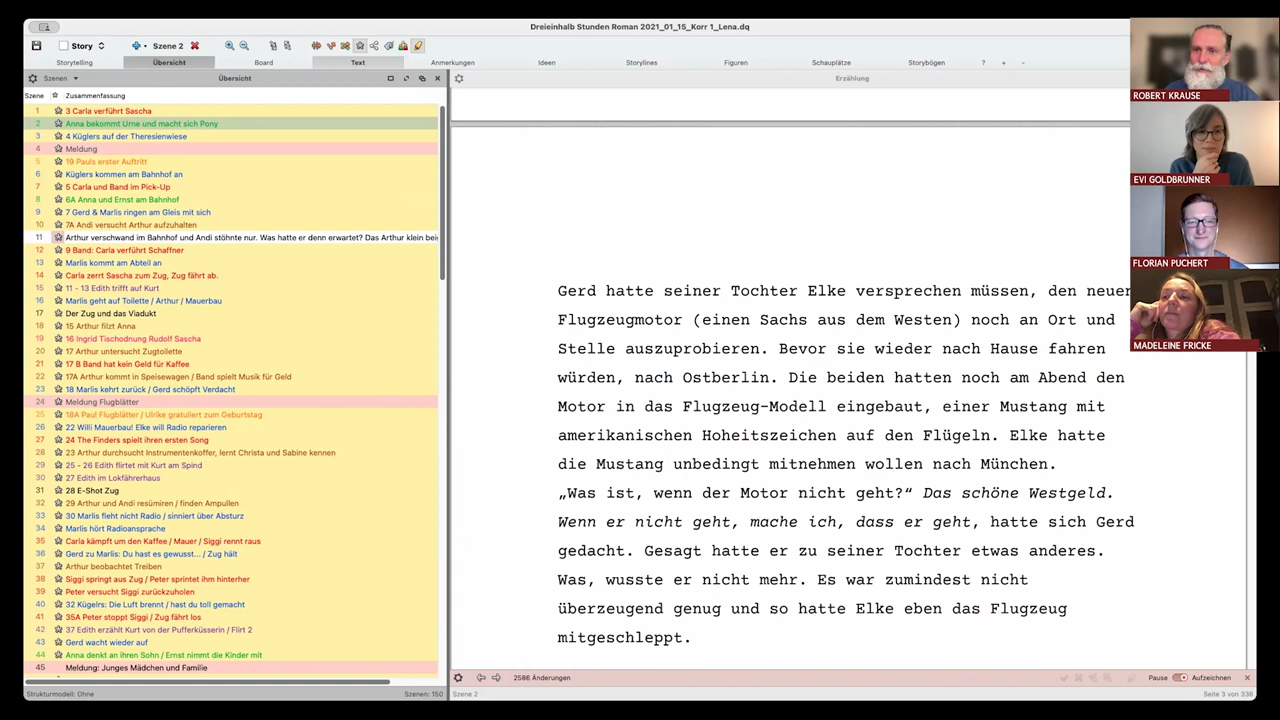 Dreieinhalb Stunden Roman 2021_01_15_Korr 1_Lena.dq
Story
Szene 2
Storytelling
Übersicht
Board
Text
Anmerkungen
Ideen
Storylines
Figuren
Schauplätze
Storybögen
?
+
-
Szenen
Übersicht
Erzählung
Szene
Zusammenfassung
1 3 Carla verführt Sascha
2 Anna bekommt Urne und macht sich Pony
3 4 Küglers auf der Theresienwiese
4 Meldung
5 19 Pauls erster Auftritt
6 Küglers kommen am Bahnhof an
7 5 Carla und Band im Pick-Up
8 6A Anna und Ernst am Bahnhof
9 7 Gerd & Marlis ringen am Gleis mit sich
10 7A Andi versucht Arthur aufzuhalten
11 Arthur verschwand im Bahnhof und Andi stöhnte nur. Was hatte er denn erwartet? Das Arthur klein bei
12 9 Band: Carla verführt Schaffner
13 Marlis kommt am Abteil an
14 Carla zerrt Sascha zum Zug, Zug fährt ab.
15 11 - 13 Edith trifft auf Kurt
16 Marlis geht auf Toilette / Arthur / Mauerbau
17 Der Zug und das Viadukt
18 15 Arthur filzt Anna
19 16 Ingrid Tischodnung Rudolf Sascha
20 17 Arthur untersucht Zugtoilette
21 17 B Band hat kein Geld für Kaffee
22 17A Arthur kommt in Speisewagen / Band spielt Musik für Geld
23 18 Marlis kehrt zurück / Gerd schöpft Verdacht
24 Meldung Flugblätter
25 18A Paul Flugblätter / Ulrike gratuliert zum Geburtstag
26 22 Willi Mauerbau! Elke will Radio reparieren
27 24 The Finders spielt ihren ersten Song
28 23 Arthur durchsucht Instrumentenkoffer, lernt Christa und Sabine kennen
29 25 - 26 Edith flirtet mit Kurt am Spind
30 27 Edith im Lokfährerhaus
31 28 E-Shot Zug
32 29 Arthur und Andi resümiren / finden Ampullen
33 30 Marlis fleht nicht Radio / sinniert über Absturz
34 Marlis hört Radioansprache
35 Carla kämpft um den Kaffee / Mauer / Siggi rennt raus
36 Gerd zu Marlis: Du hast es gewusst... / Zug hält
37 Arthur beobachtet Treiben
38 Siggi springt aus Zug / Peter sprintet ihm hinterher
39 Peter versucht Siggi zurückzuholen
40 32 Kügelrs: Die Luft brennt / hast du toll gemacht
41 35A Peter stoppt Siggi / Zug fährt los
42 37 Edith erzählt Kurt von der Pufferküsserin / Flirt 2
43 Gerd wacht wieder auf
44 Anna denkt an ihren Sohn / Ernst nimmt die Kinder mit
45 Meldung: Junges Mädchen und Familie
Strukturmodell: Ohne
Szenen: 150
Gerd hatte seiner Tochter Elke versprechen müssen, den neuen
Flugzeugmotor (einen Sachs aus dem Westen) noch an Ort und
Stelle auszuprobieren. Bevor sie wieder nach Hause fahren
würden, nach Ostberlin. Die beiden hatten noch am Abend den
Motor in das Flugzeug-Modell eingebaut, einer Mustang mit
amerikanischen Hoheitszeichen auf den Flügeln. Elke hatte
die Mustang unbedingt mitnehmen wollen nach München.
„Was ist, wenn der Motor nicht geht?“ Das schöne Westgeld.
Wenn er nicht geht, mache ich, dass er geht, hatte sich Gerd
gedacht. Gesagt hatte er zu seiner Tochter etwas anderes.
Was, wusste er nicht mehr. Es war zumindest nicht
überzeugend genug und so hatte Elke eben das Flugzeug
mitgeschleppt.
2586 Änderungen
Pause
Aufzeichnen
Szene 2
Seite 3 von 338
ROBERT KRAUSE
EVI GOLDBRUNNER
FLORIAN PUCHERT
MADELEINE FRICKE